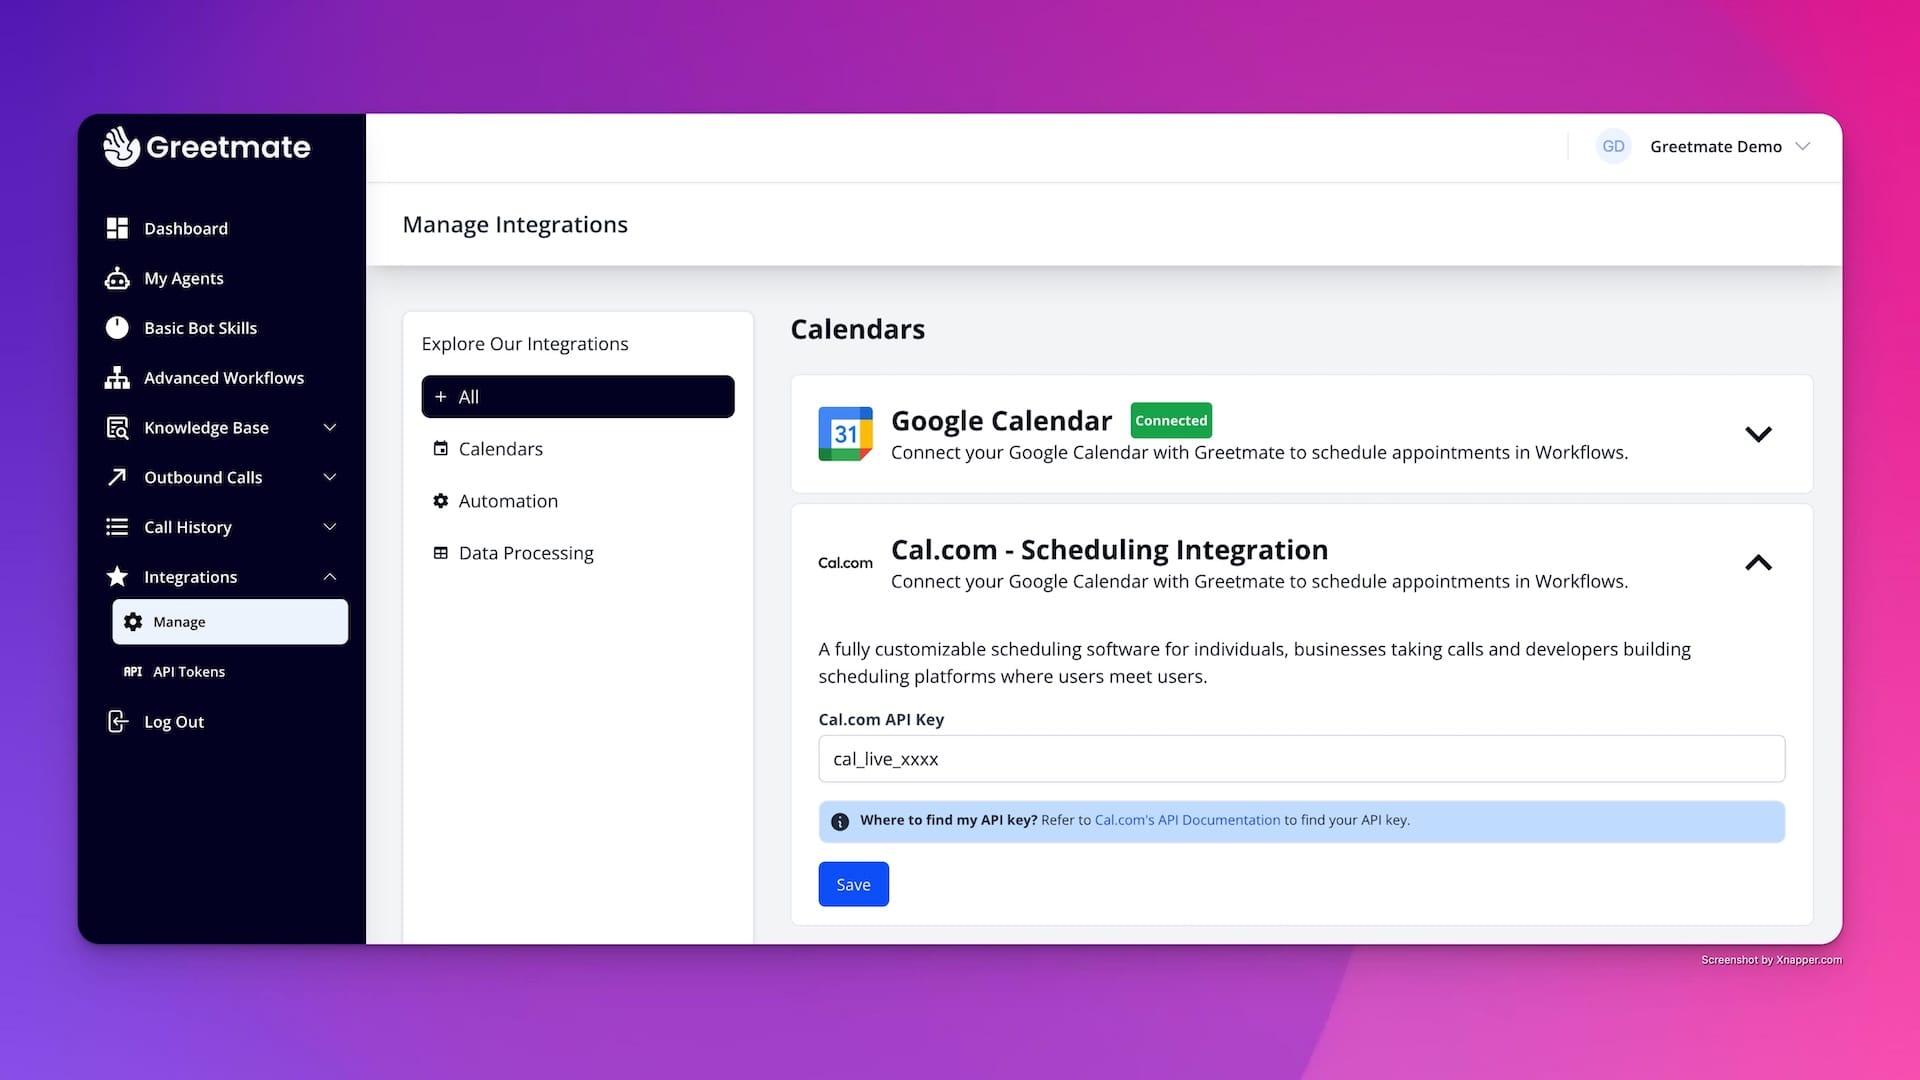 Greetmate
GD
Greetmate Demo
Dashboard
My Agents
Basic Bot Skills
Advanced Workflows
Knowledge Base
Outbound Calls
Call History
Integrations
Manage
API API Tokens
Log Out
Manage Integrations
Explore Our Integrations
+ All
Calendars
Automation
Data Processing
Calendars
31
Google Calendar Connected
Connect your Google Calendar with Greetmate to schedule appointments in Workflows.
Cal.com
Cal.com - Scheduling Integration
Connect your Google Calendar with Greetmate to schedule appointments in Workflows.
A fully customizable scheduling software for individuals, businesses taking calls and developers building
scheduling platforms where users meet users.
Cal.com API Key
cal_live_xxxx
Where to find my API key? Refer to Cal.com's API Documentation to find your API key.
Save
Screenshot by Xnapper.com